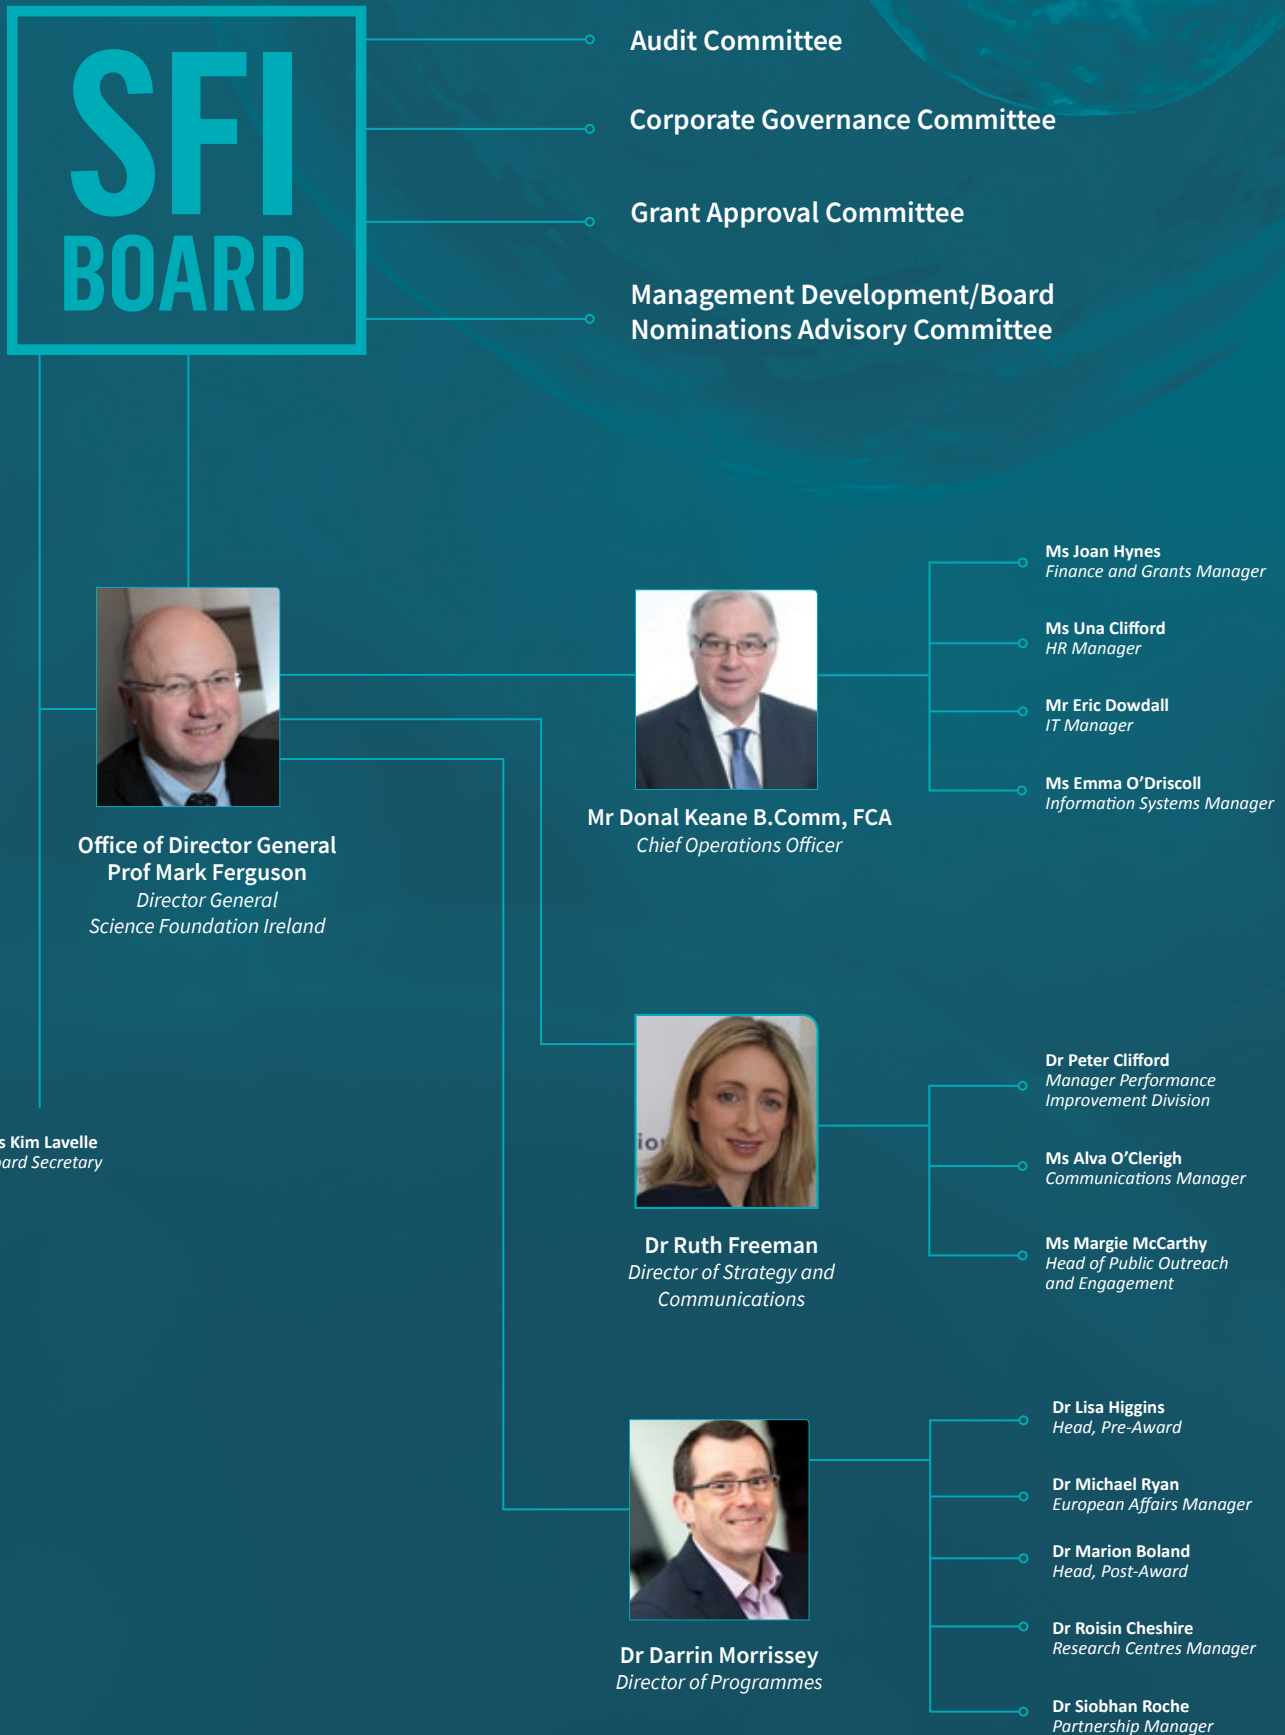 SFI
BOARD
Audit Committee
Corporate Governance Committee
Grant Approval Committee
Management Development/Board
Nominations Advisory Committee
Office of Director General
Prof Mark Ferguson
Director General
Science Foundation Ireland
Mr Donal Keane B.Comm, FCA
Chief Operations Officer
Ms Joan Hynes
Finance and Grants Manager
Ms Una Clifford
HR Manager
Mr Eric Dowdall
IT Manager
Ms Emma O’Driscoll
Information Systems Manager
s Kim Lavelle
oard Secretary
Dr Ruth Freeman
Director of Strategy and
Communications
Dr Peter Clifford
Manager Performance
Improvement Division
Ms Alva O’Clerigh
Communications Manager
Ms Margie McCarthy
Head of Public Outreach
and Engagement
Dr Darrin Morrissey
Director of Programmes
Dr Lisa Higgins
Head, Pre-Award
Dr Michael Ryan
European Affairs Manager
Dr Marion Boland
Head, Post-Award
Dr Roisin Cheshire
Research Centres Manager
Dr Siobhan Roche
Partnership Manager